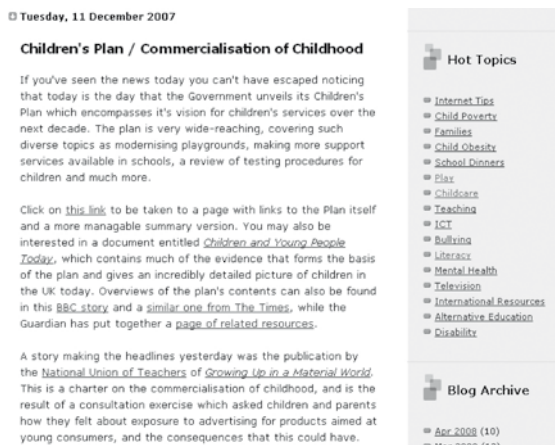 Tuesday, 11 December 2007
Children's Plan / Commercialisation of Childhood
If you've seen the news today you can't have escaped noticing
that today is the day that the Government unveils its Children's
Plan which encompasses it's vision for children's services over the
next decade. The plan is very wide-reaching, covering such
diverse topics as modernising playgrounds, making more support
services available in schools, a review of testing procedures for
children and much more.
Click on this link to be taken to a page with links to the Plan itself
and a more managable summary version. You may also be
interested in a document entitled Children and Young People
Today, which contains much of the evidence that forms the basis
of the plan and gives an incredibly detailed picture of children in
the UK today. Overviews of the plan's contents can also be found
in this BBC story and a similar one from The Times, while the
Guardian has put together a page of related resources.
A story making the headlines yesterday was the publication by
the National Union of Teachers of Growing Up in a Material World.
This is a charter on the commercialisation of childhood, and is the
result of a consultation exercise which asked children and parents
how they felt about exposure to advertising for products aimed at
young consumers, and the consequences that this could have.
Hot Topics
Internet Tips
Child Poverty
Families
Child Obesity
School Dinners
Play
Childcare
Teaching
ICT
Bullying
Literacy
Mental Health
Television
International Resources
Alternative Education
Disability
Blog Archive
Apr 2008 (10)